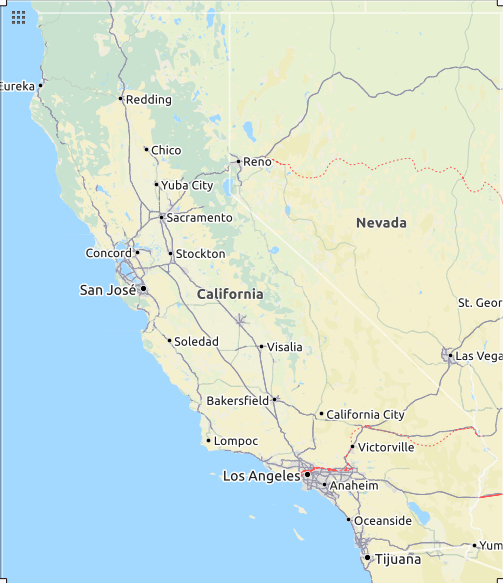 Eureka
Redding
Chico
Reno
Yuba City
Sacramento
Nevada
Concord
Stockton
San José
California
St. Geor
Soledad
Visalia
Las Vega
Bakersfield
California City
Lompoc
Victorville
Los Angeles
Anaheim
Oceanside
Yum
Tijuana